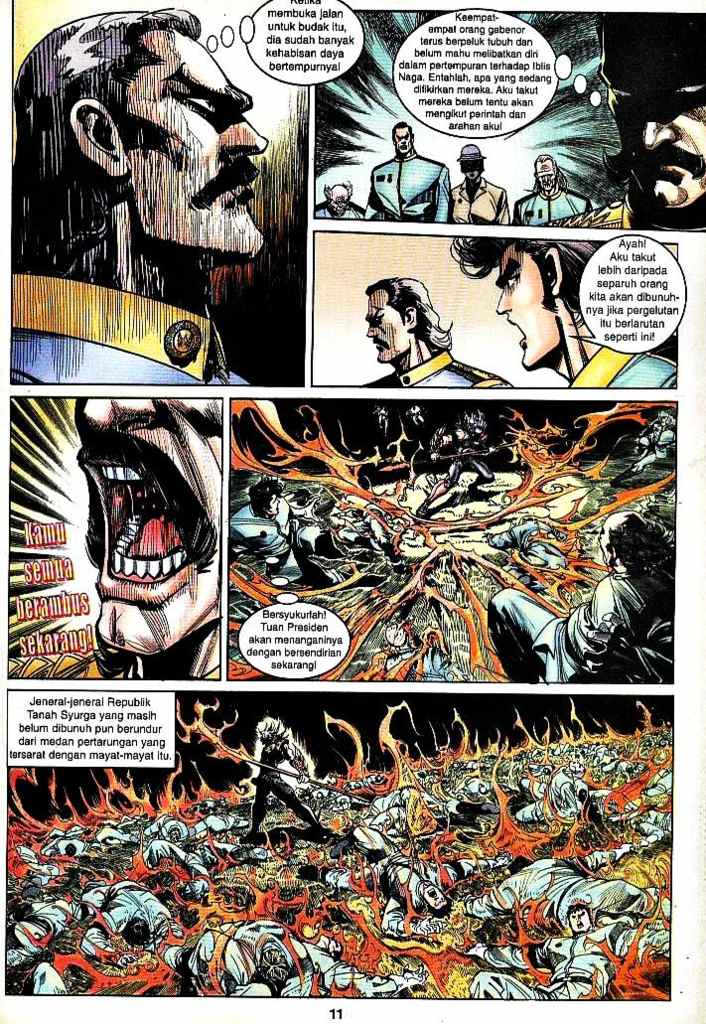 Ketika
membuka jalan
untuk budak itu,
dia sudah banyak
kehabisan daya
bertempurnya!
Keempat-
empat orang gabenor
terus berpeluk tubuh dan
belum mahu melibatkan diri
dalam pertempuran terhadap Iblis
Naga. Entahlah, apa yang sedang
difikirkan mereka. Aku takut
mereka belum tentu akan
mengikut perintah dan
arahan aku!
Ayah!
Aku takut
lebih daripada
separuh orang
kita akan dibunuh-
nya jika pergelutan
itu berlarutan
seperti ini!
Kamu
semua
berambus
sekarang!
Bersyukurlah!
Tuan Presiden
akan menanganinya
dengan bersendirian
sekarang!
Jeneral-jenerai Republik
Tanah Syurga yang masih
belum dibunuh pun berundur
dari medan pertarungan yang
tersarat dengan mayat-mayat itu.
11